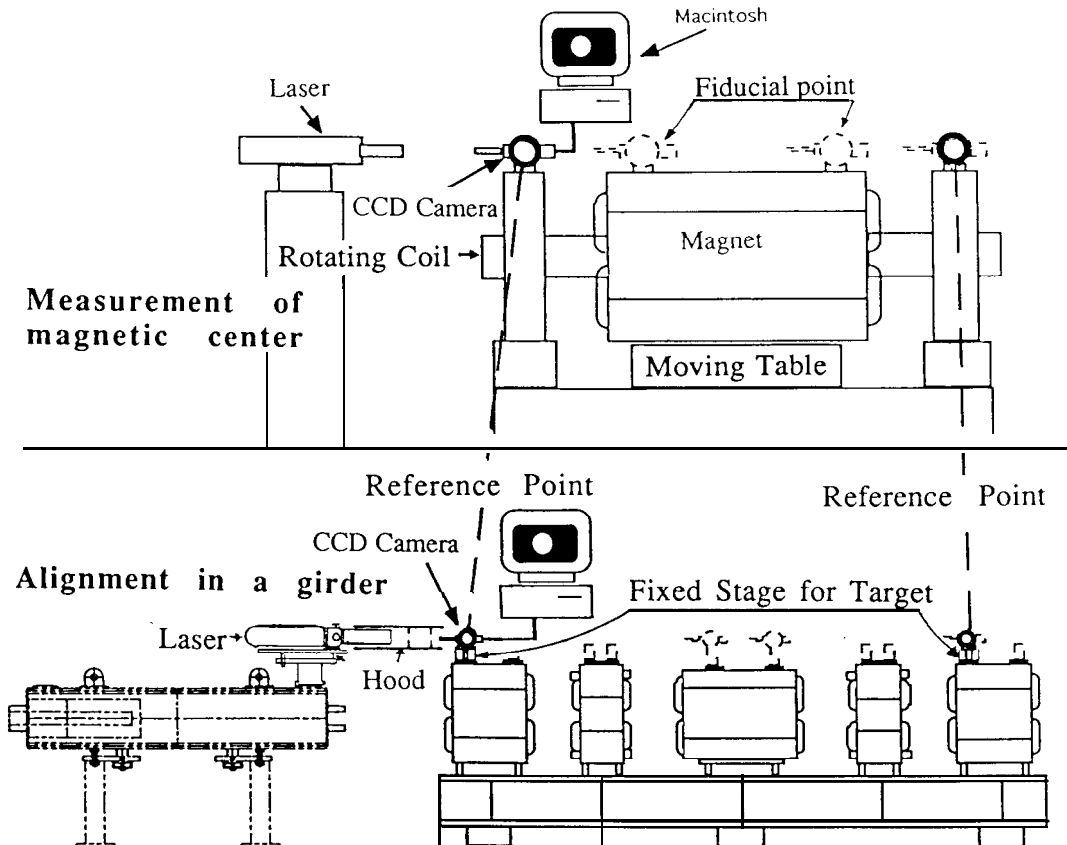 Macintosh
Laser
Fiducial point
CCD Camera
Rotating Coil
Magnet
Measurement of
magnetic center
Moving Table
Reference Point
Reference Point
CCD Camera
Alignment in a girder
Fixed Stage for Target
Laser
Hood